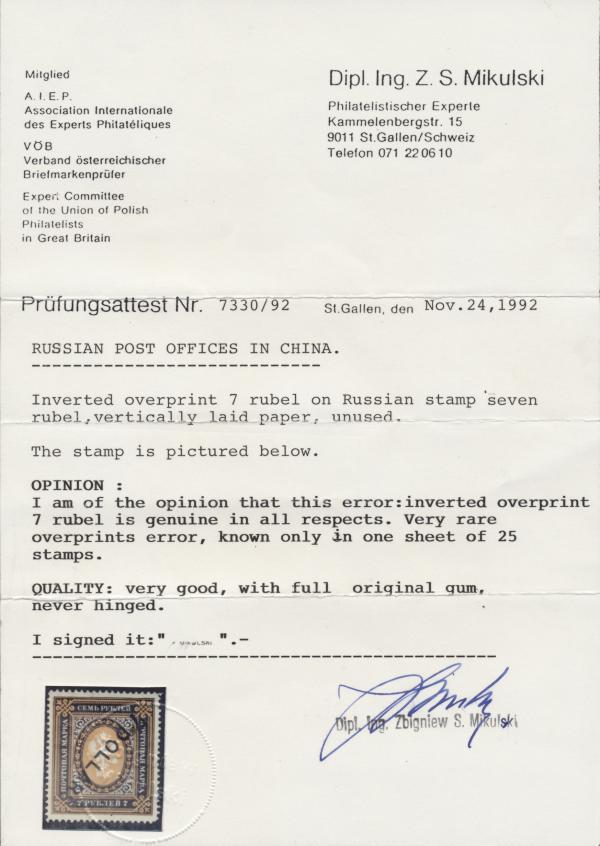 Mitglied
A.I.E.P.
Association Internationale
des Experts Philatéliques
VÖB
Verband österreichischer
Briefmarkenprüfer
Expert Committee
of the Union of Polish
Philatelists
in Great Britain
Dipl. Ing. Z. S. Mikulski
Philatelistischer Experte
Kammelenbergstr. 15
9011 St.Gallen/Schweiz
Telefon 071 220610
Prüfungsattest Nr. 7330/92 St.Gallen, den Nov.24,1992
RUSSIAN POST OFFICES IN CHINA.
Inverted overprint 7 rubel on Russian stamp seven
rubel,vertically laid paper, unused.
The stamp is pictured below.
OPINION :
I am of the opinion that this error:inverted overprint
7 rubel is genuine in all respects. Very rare
overprints error, known only in one sheet of 25
stamps.
QUALITY: very good, with full original gum,
never hinged.
I signed it:" MIKULSKI ".-
Dipl. Ing. Zbigniew S. Mikulski
СЕМЬ РУБЛЕЙ
ПОЧТОВАЯ МАРКА
ПОЧТОВАЯ МАРКА
7 РУБЛЕЙ 7